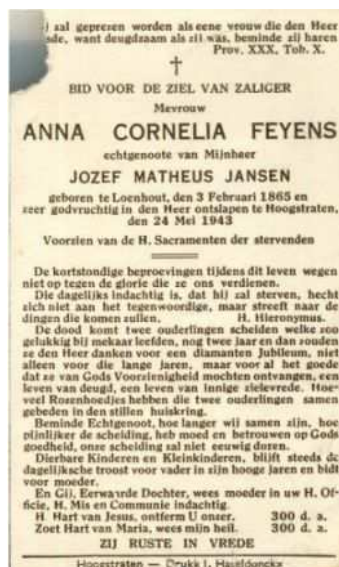 zal geprezen worden als eene vrouw die den Heer
want deugdzaam als zij was, beminde zij haren
Prov. XXX, Tob. X.
BID VOOR DE ZIEL VAN ZALIGER
Mevrouw
ANNA CORNELIA FEYENS
echtgenoote van Mijnheer
JOZEF MATHEUS JANSEN
geboren te Loenhout, den 3 Februari 1865 en
zeer godvruchtig in den Heer ontslapen te Hoogstraten,
den 24 Mei 1943
Voorzien van de H. Sacramenten der stervenden
De kortstondige beproevingen tijdens dit leven wegen
niet op tegen de glorie die ze ons verdienen.
Die dagelijks indachtig is, dat hij zal sterven, hecht
zich niet aan het tegenwoordige, maar streeft naar de
dingen die komen zullen. H. Hieronymus.
De dood komt twee ouderlingen scheiden welke zoo
gelukkig bij mekaar leefden, nog twee jaar en dan zouden
ze den Heer danken voor een diamanten Jubileum, niet
alleen voor die lange jaren, maar voor al het goede
dat ze van Gods Voorzienigheid mochten ontvangen, een
leven van deugd, een leven van innige zielevrede. Hoe-
veel Rozenhoedjes hebben die twee ouderlingen samen
gebeden in den stillen huiskring.
Beminde Echtgenoot, hoe langer wij samen zijn, hoe
pijnlijker de scheiding, heb moed en betrouwen op Gods
goedheid, onze scheiding zal niet eeuwig duren.
Dierbare Kinderen en Kleinkinderen, blijft steeds de
dagelijksche troost voor vader in zijn hooge jaren en bidt
voor moeder.
En Gij, Eerwaarde Dochter, wees moeder in uw H. Of-
ficie, H. Mis en Communie indachtig.
H. Hart van Jesus, ontferm U onser. 300 d. a.
Zoet Hart van Maria, wees mijn heil. 300 d. a.
ZIJ RUSTE IN VREDE
Hoogstraten — Drukk. J. Haseldonckx